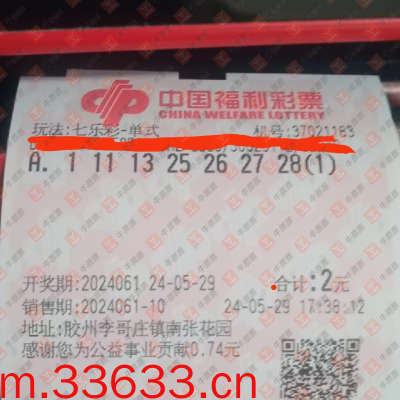 中国福利彩票
CHINA WELFARE LOTTERY
玩法:七乐彩-单式 机号:37021183
A. 1 11 13 25 26 27 28(1)
开奖期:2024061 24-05-29 合计:2元
销售期:2024061-10 24-05-29 17:38:12
地址:胶州李哥庄镇南张花园
感谢您为公益事业贡献0.74元
m.33633.cn